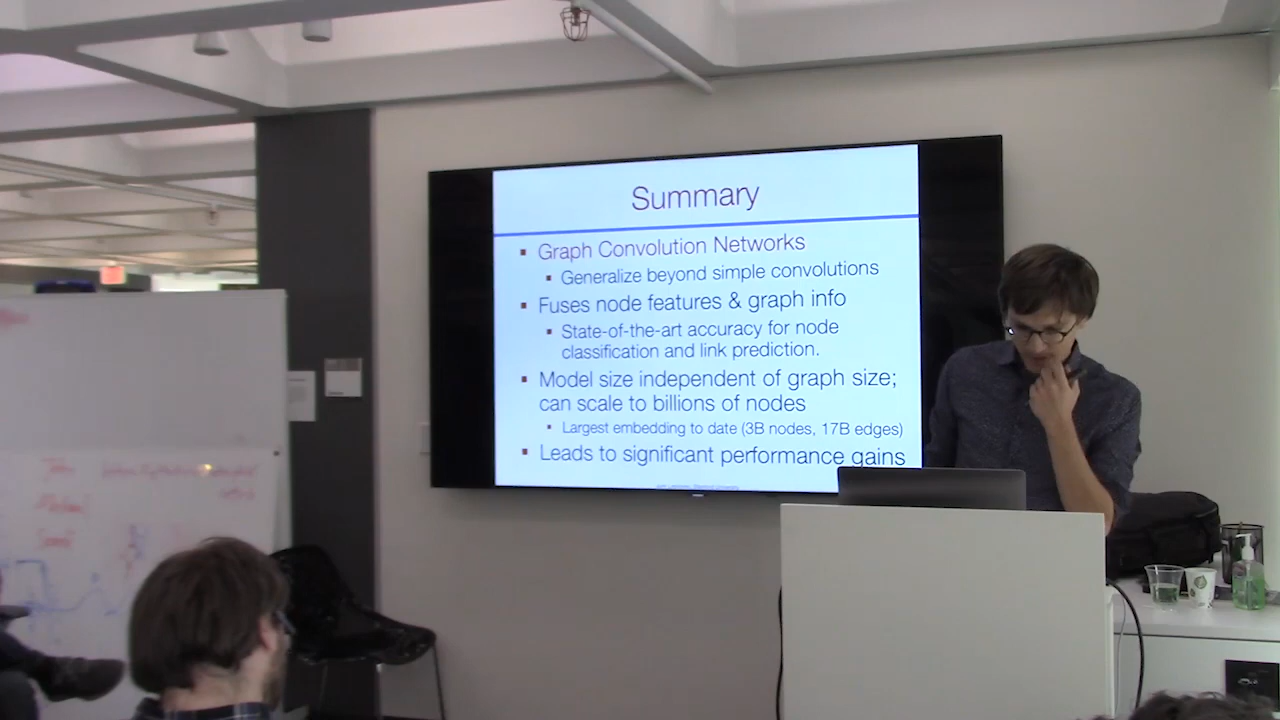 Summary
▪ Graph Convolution Networks
▪ Generalize beyond simple convolutions
▪ Fuses node features & graph info
▪ State-of-the-art accuracy for node
classification and link prediction.
▪ Model size independent of graph size;
can scale to billions of nodes
▪ Largest embedding to date (3B nodes, 17B edges)
▪ Leads to significant performance gains